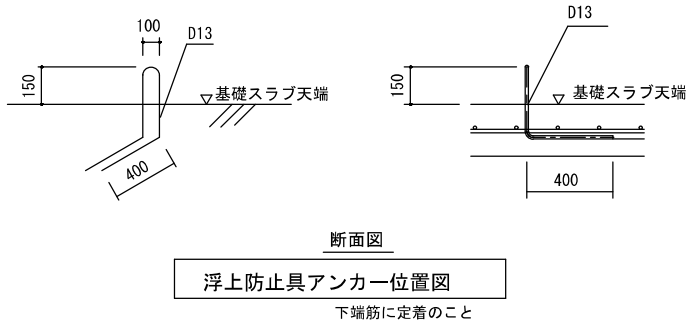 100
D13
150
基礎スラブ天端
400
D13
150
基礎スラブ天端
400
断面図
浮上防止具アンカー位置図
下端筋に定着のこと